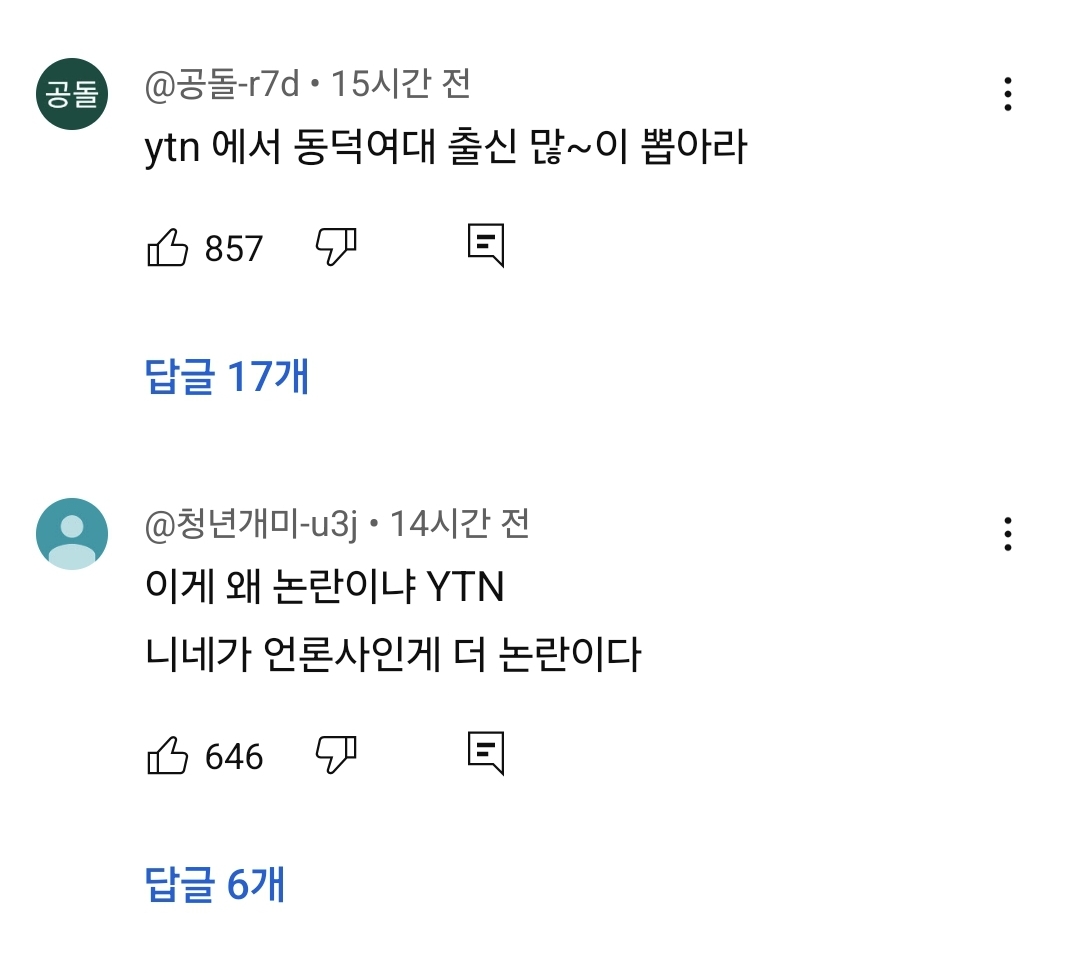 공돌
@공돌-r7d • 15시간 전
ytn 에서 동덕여대 출신 많~이 뽑아라
857
답글 17개
@청년개미-u3j • 14시간 전
이게 왜 논란이냐 YTN
니네가 언론사인게 더 논란이다
646
답글 6개